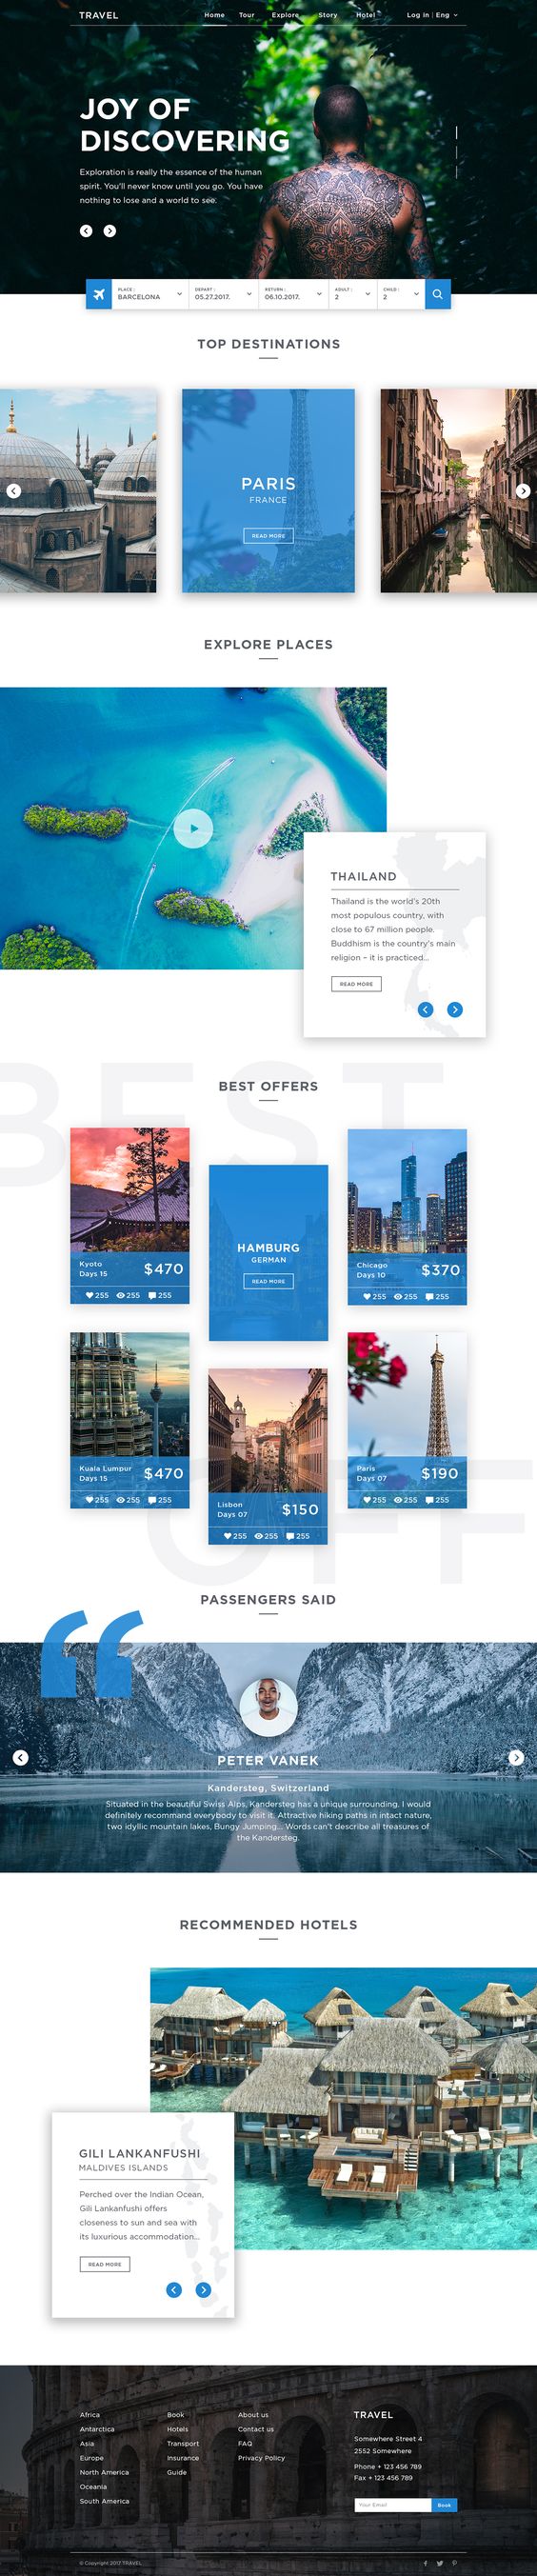 TRAVEL
Home Tour Explore Story Hotel Log in | Eng
JOY OF
DISCOVERING
Exploration is really the essence of the human
spirit. You'll never know until you go. You have
nothing to lose and a world to see.
PLACE :
BARCELONA
DEPART :
05.27.2017.
RETURN :
06.10.2017.
ADULT :
2
CHILD :
2
TOP DESTINATIONS
PARIS
FRANCE
READ MORE
EXPLORE PLACES
THAILAND
Thailand is the world's 20th
most populous country, with
close to 67 million people.
Buddhism is the country's main
religion – it is practiced...
READ MORE
BEST
BEST OFFERS
Kyoto
Days 15
$470
255 255 255
HAMBURG
GERMAN
READ MORE
Chicago
Days 10
$370
255 255 255
Kuala Lumpur
Days 15
$470
255 255 255
Lisbon
Days 07
$150
255 255 255
Paris
Days 07
$190
255 255 255
OFF
PASSENGERS SAID
“
PETER VANEK
Kandersteg, Switzerland
Situated in the beautiful Swiss Alps, Kandersteg has a unique surrounding. I would
definitely recommand everybody to visit it. Attractive hiking paths in intact nature,
two idyllic mountain lakes, Bungy Jumping... Words can't describe all treasures of
the Kandersteg.
RECOMMENDED HOTELS
GILI LANKANFUSHI
MALDIVES ISLANDS
Perched over the Indian Ocean,
Gili Lankanfushi offers
closeness to sun and sea with
its luxurious accommodation...
READ MORE
Africa
Antarctica
Asia
Europe
North America
Oceania
South America
Book
Hotels
Transport
Insurance
Guide
About us
Contact us
FAQ
Privacy Policy
TRAVEL
Somewhere Street 4
2552 Somewhere
Phone + 123 456 789
Fax + 123 456 789
Your Email
Book
© Copyright 2017 TRAVEL